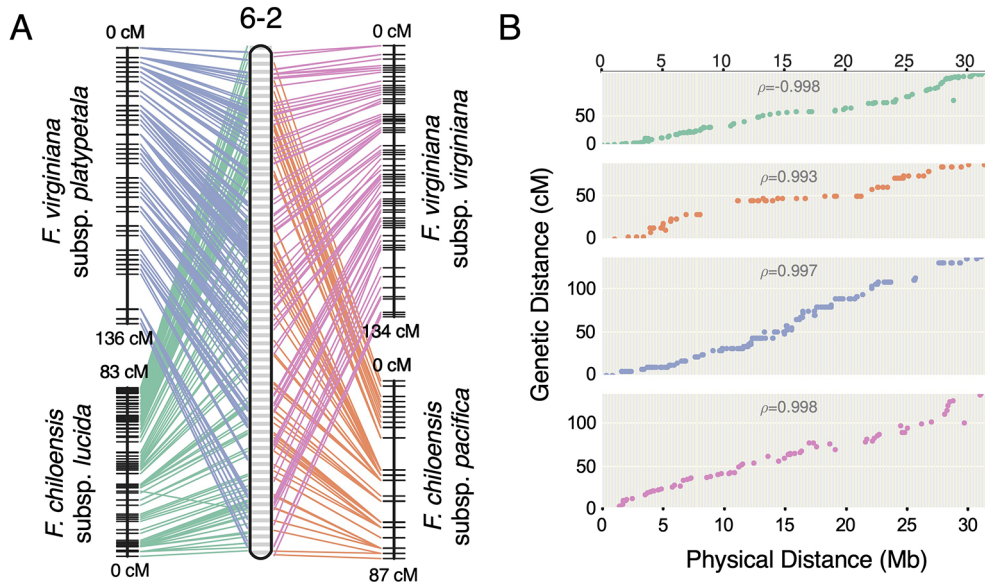 A
6-2
0 cM
0 cM
F. virginiana
subsp. platypetala
F. virginiana
subsp. virginiana
136 cM
134 cM
83 cM
0 cM
F. chiloensis
subsp. lucida
F. chiloensis
subsp. pacifica
0 cM
87 cM
B
0 5 10 15 20 25 30
ρ=-0.998
50
0
ρ=0.993
50
0
ρ=0.997
100
50
0
ρ=0.998
100
50
0
Genetic Distance (cM)
0 5 10 15 20 25 30
Physical Distance (Mb)